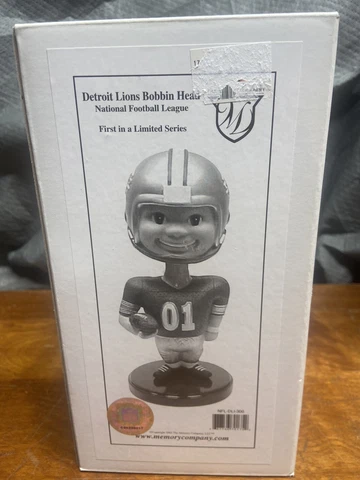 Detroit Lions Bobbin Head
National Football League
First in a Limited Series
M
01
www.memorycompany.com